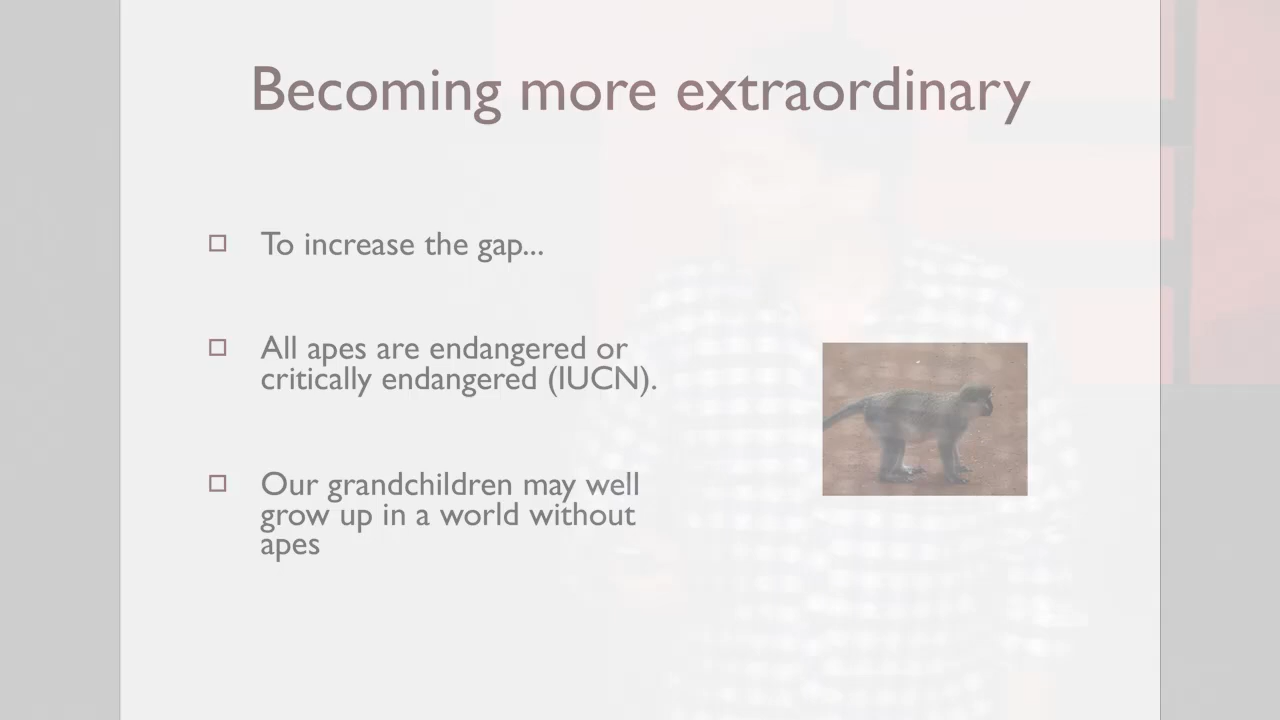 Becoming more extraordinary
To increase the gap...
All apes are endangered or
critically endangered (IUCN).
Our grandchildren may well
grow up in a world without
apes